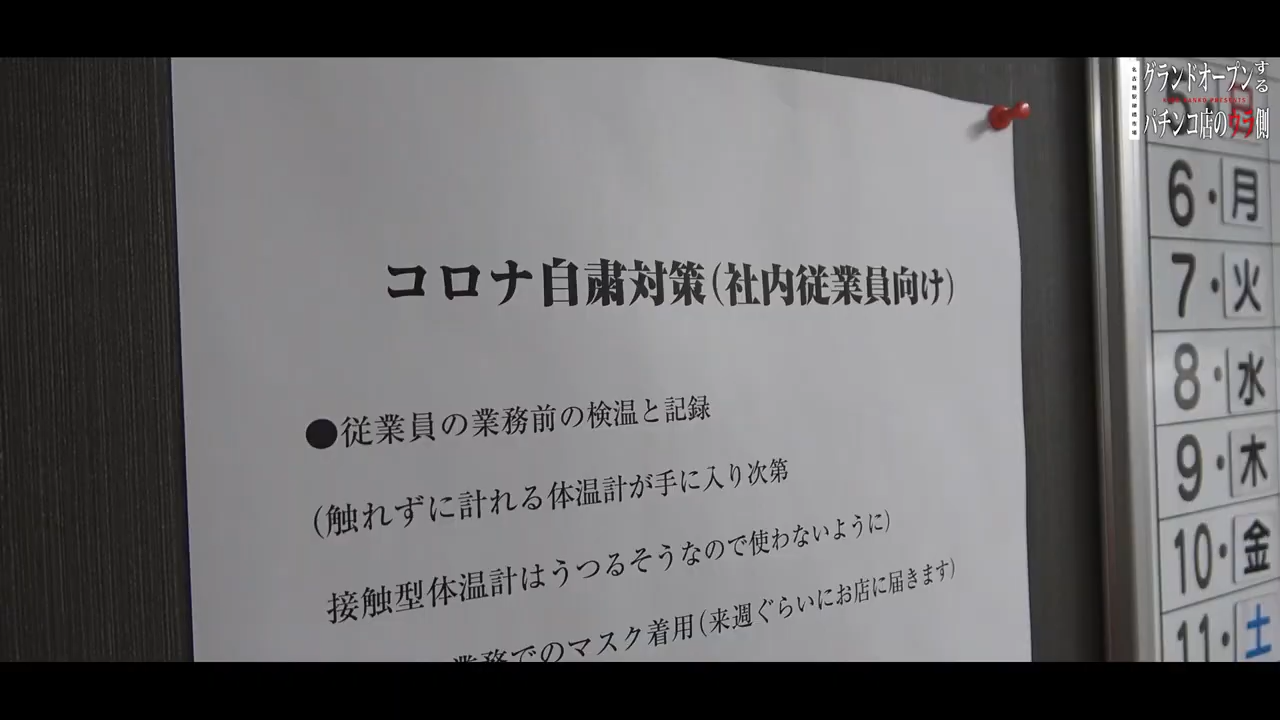 コロナ自粛対策(社内従業員向け)
●従業員の業務前の検温と記録
(触れずに計れる体温計が手に入り次第
接触型体温計はうつるそうなので使わないように)
業務でのマスク着用(来週ぐらいにお店に届きます)
グランドオープンする
パチンコ店のウラ側
6・月
7・火
8・水
9・木
10・金
11・土